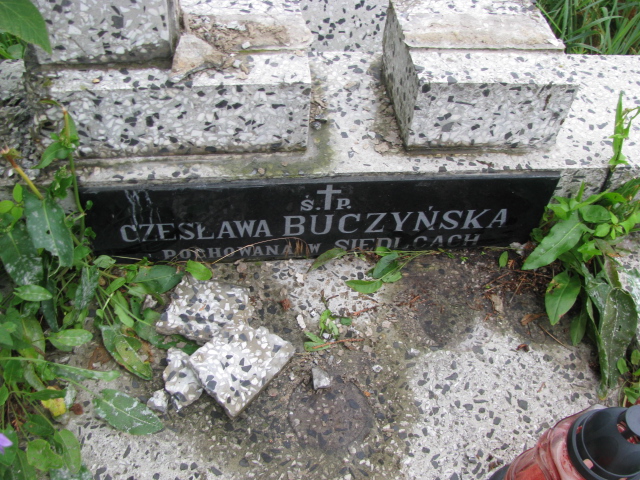 Ś. P.
CZESŁAWA BUCZYŃSKA
POCHOWANA W SIEDLCACH